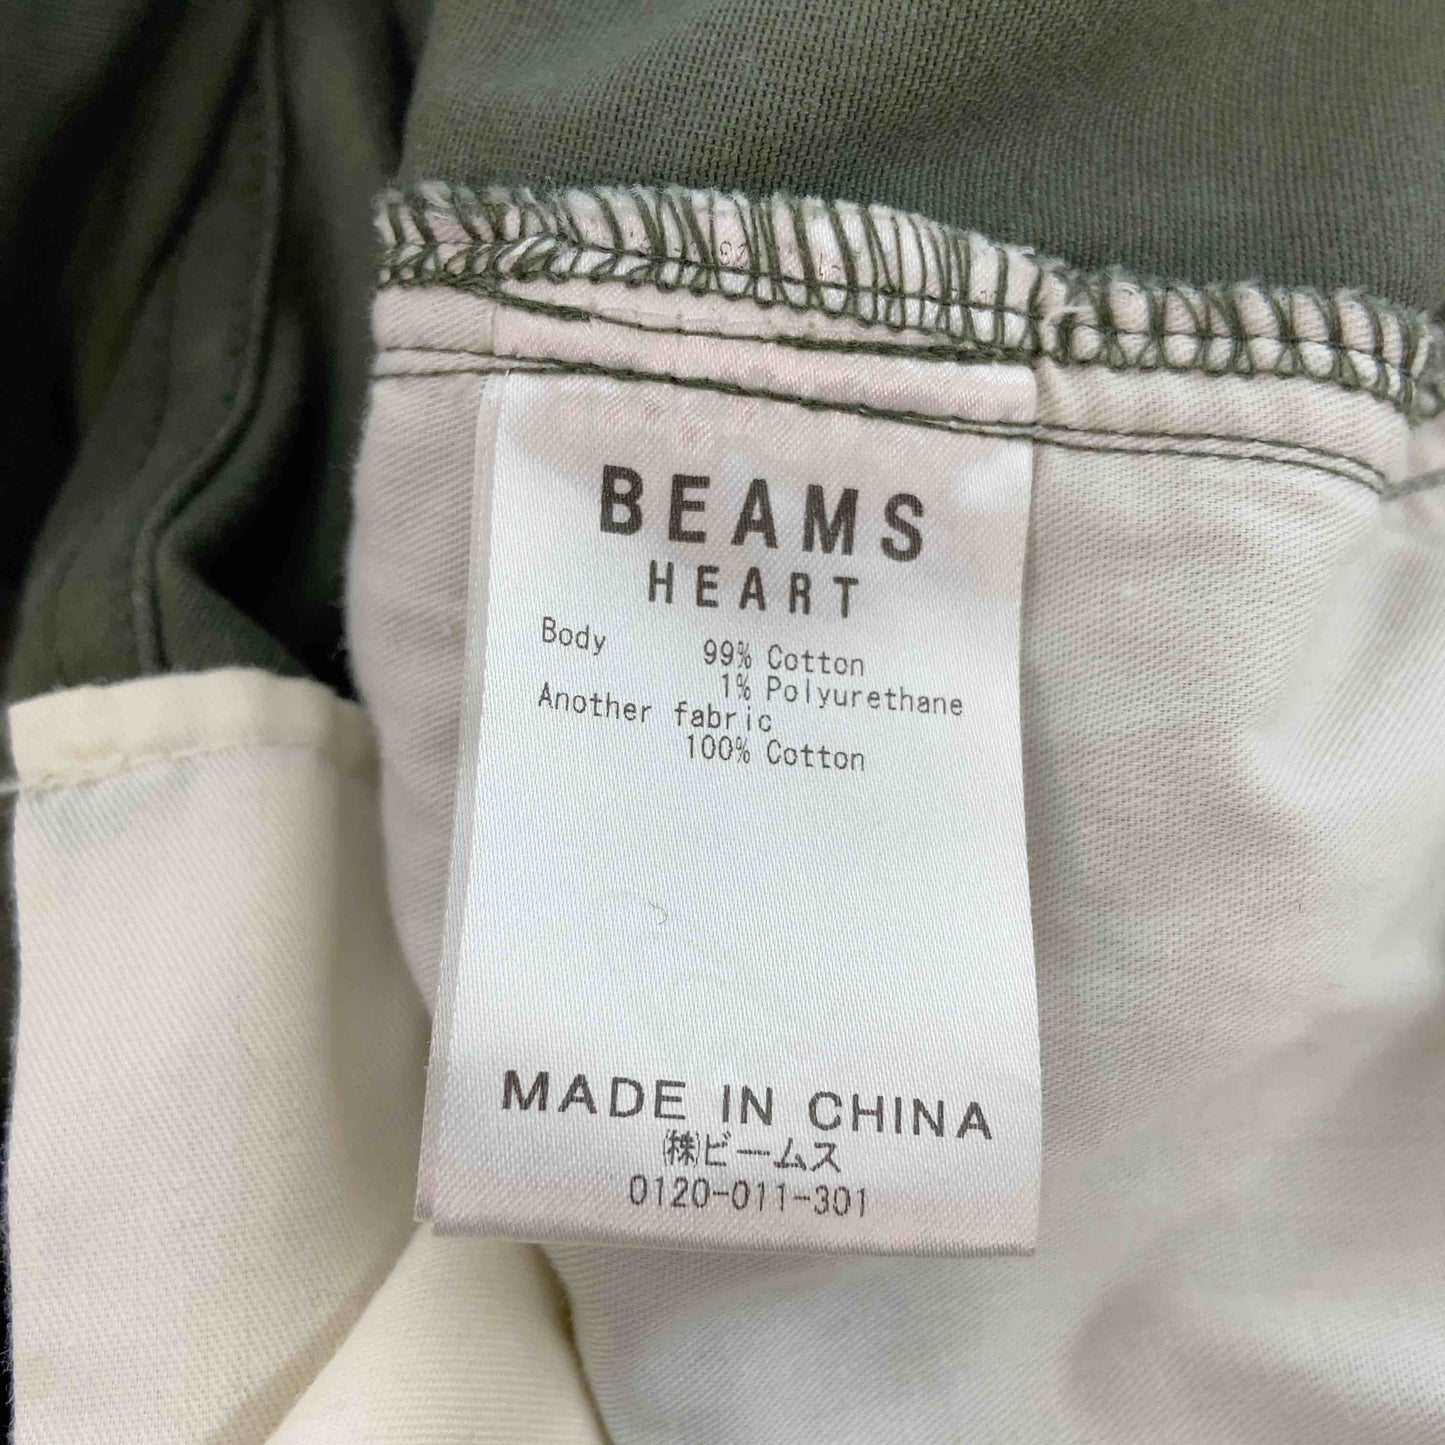 BEAMS
HEART
Body 99% Cotton
1% Polyurethane
Another fabric
100% Cotton
MADE IN CHINA
㈱ビームス
0120-011-301